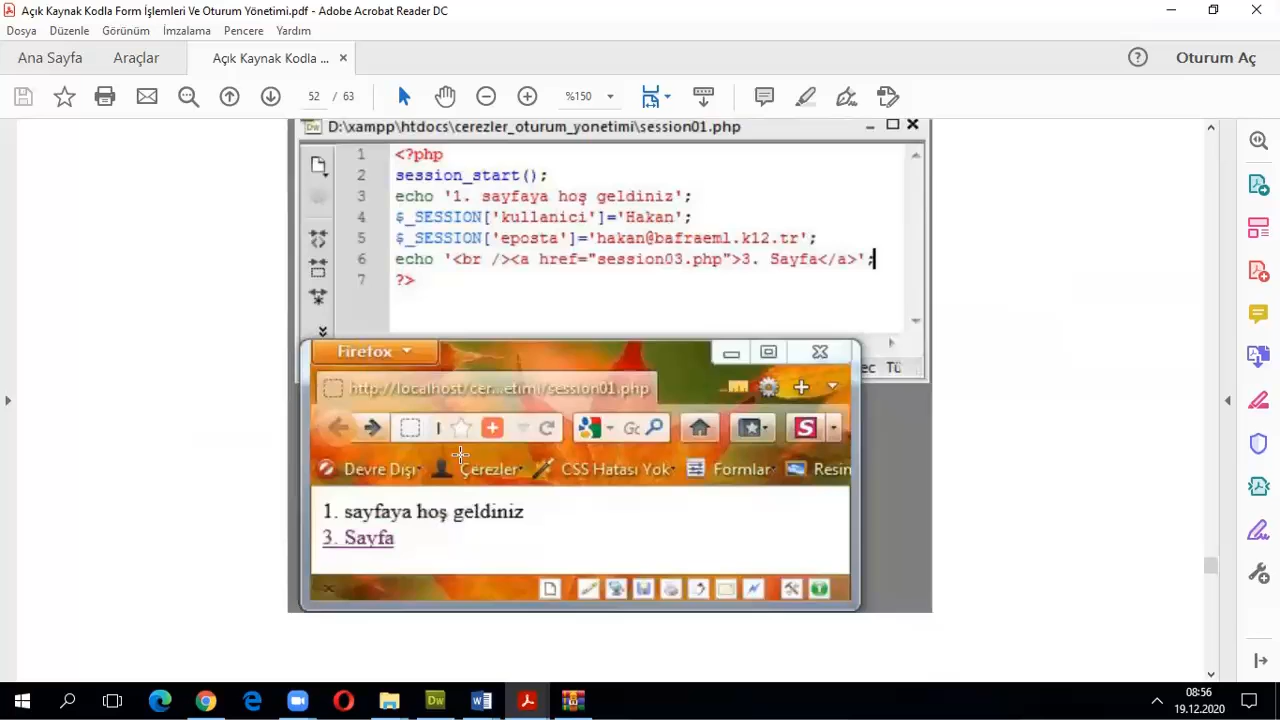 Açık Kaynak Kodla Form İşlemleri Ve Oturum Yönetimi.pdf - Adobe Acrobat Reader DC
Dosya Düzenle Görünüm İmzalama Pencere Yardım
Ana Sayfa Araçlar Açık Kaynak Kodla ... × Oturum Aç
52 / 63 %150
D:\xampp\htdocs\cerezler_oturum_yonetimi\session01.php
1 <?php
2 session_start();
3 echo '1. sayfaya hoş geldiniz';
4 $_SESSION['kullanici']='Hakan';
5 $_SESSION['eposta']='hakan@bafraeml.k12.tr';
6 echo '<br /><a href="session03.php">3. Sayfa</a>';
7 ?>
Firefox
ec Tü
http://localhost/cer...etimi/session01.php
Devre Dışı Çerezler CSS Hatası Yok Formlar Resin
1. sayfaya hoş geldiniz
3. Sayfa
08:56
19.12.2020